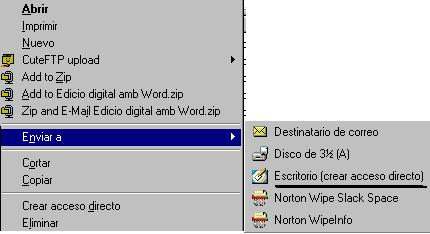 Abrir
Imprimir
Nuevo
CuteFTP upload
Add to Zip
Add to Edicio digital amb Word.zip
Zip and E-Mail Edicio digital amb Word.zip
Enviar a
Cortar
Copiar
Crear acceso directo
Eliminar
Destinatario de correo
Disco de 3½ (A)
Escritorio (crear acceso directo)
Norton Wipe Slack Space
Norton WipeInfo